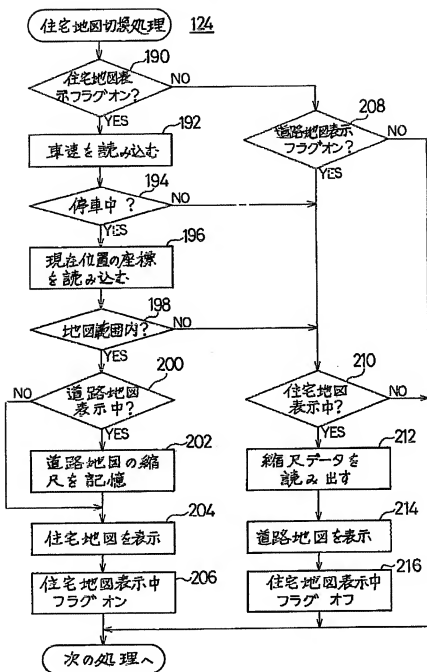 住宅地図切換処理 124
190
住宅地図表
示フラグオン?
NO
YES
192
車速を読み込む
208
道路地図表示
フラグオン?
NO
YES
194
停車中?
NO
YES
196
現在位置の座標
を読み込む
198
地図範囲内?
NO
YES
200
道路地図
表示中?
NO
YES
210
住宅地図
表示中?
NO
YES
202
道路地図の縮
尺を記憶
212
縮尺データを
読み出す
204
住宅地図を表示
214
道路地図を表示
206
住宅地図表示中
フラグオン
216
住宅地図表示中
フラグオフ
次の処理へ